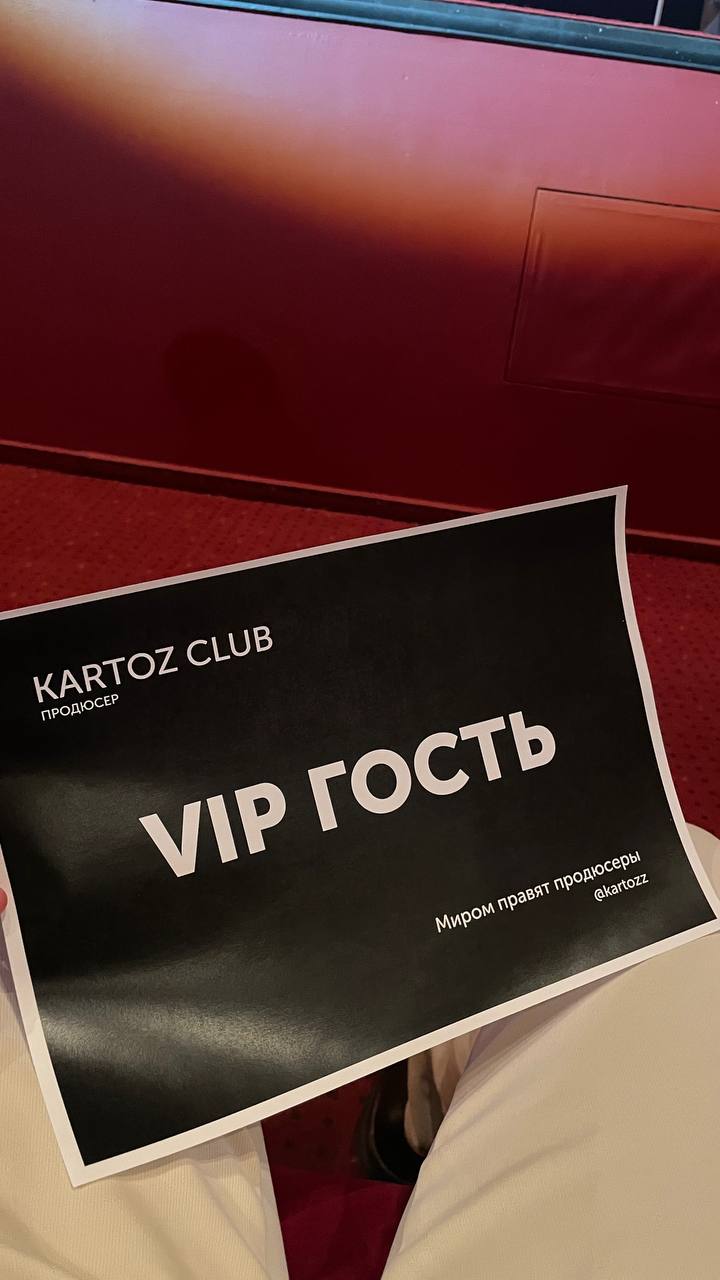 KARTOZ CLUB
ПРОДЮСЕР
VIP ГОСТЬ
Миром правят продюсеры
@kartozz